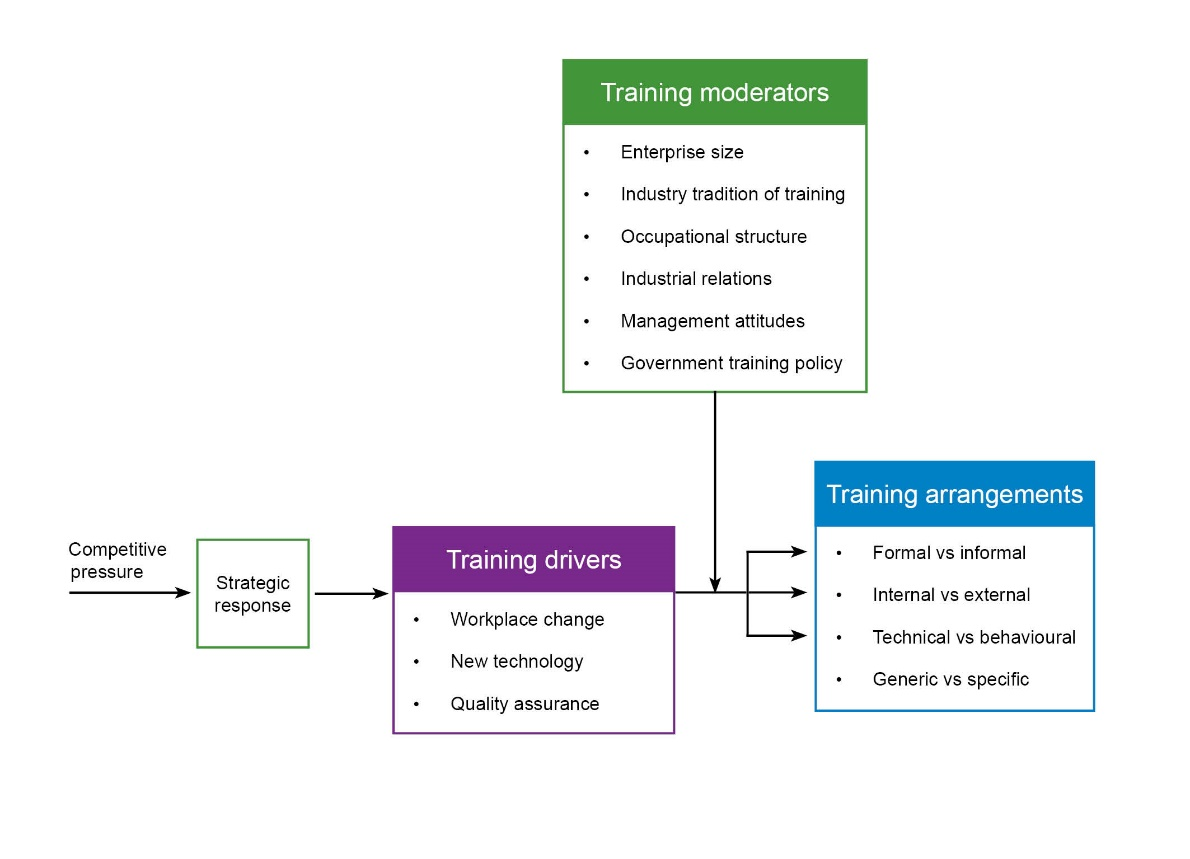 Training moderators
• Enterprise size
• Industry tradition of training
• Occupational structure
• Industrial relations
• Management attitudes
• Government training policy
Competitive
pressure
Strategic
response
Training drivers
• Workplace change
• New technology
• Quality assurance
Training arrangements
• Formal vs informal
• Internal vs external
• Technical vs behavioural
• Generic vs specific